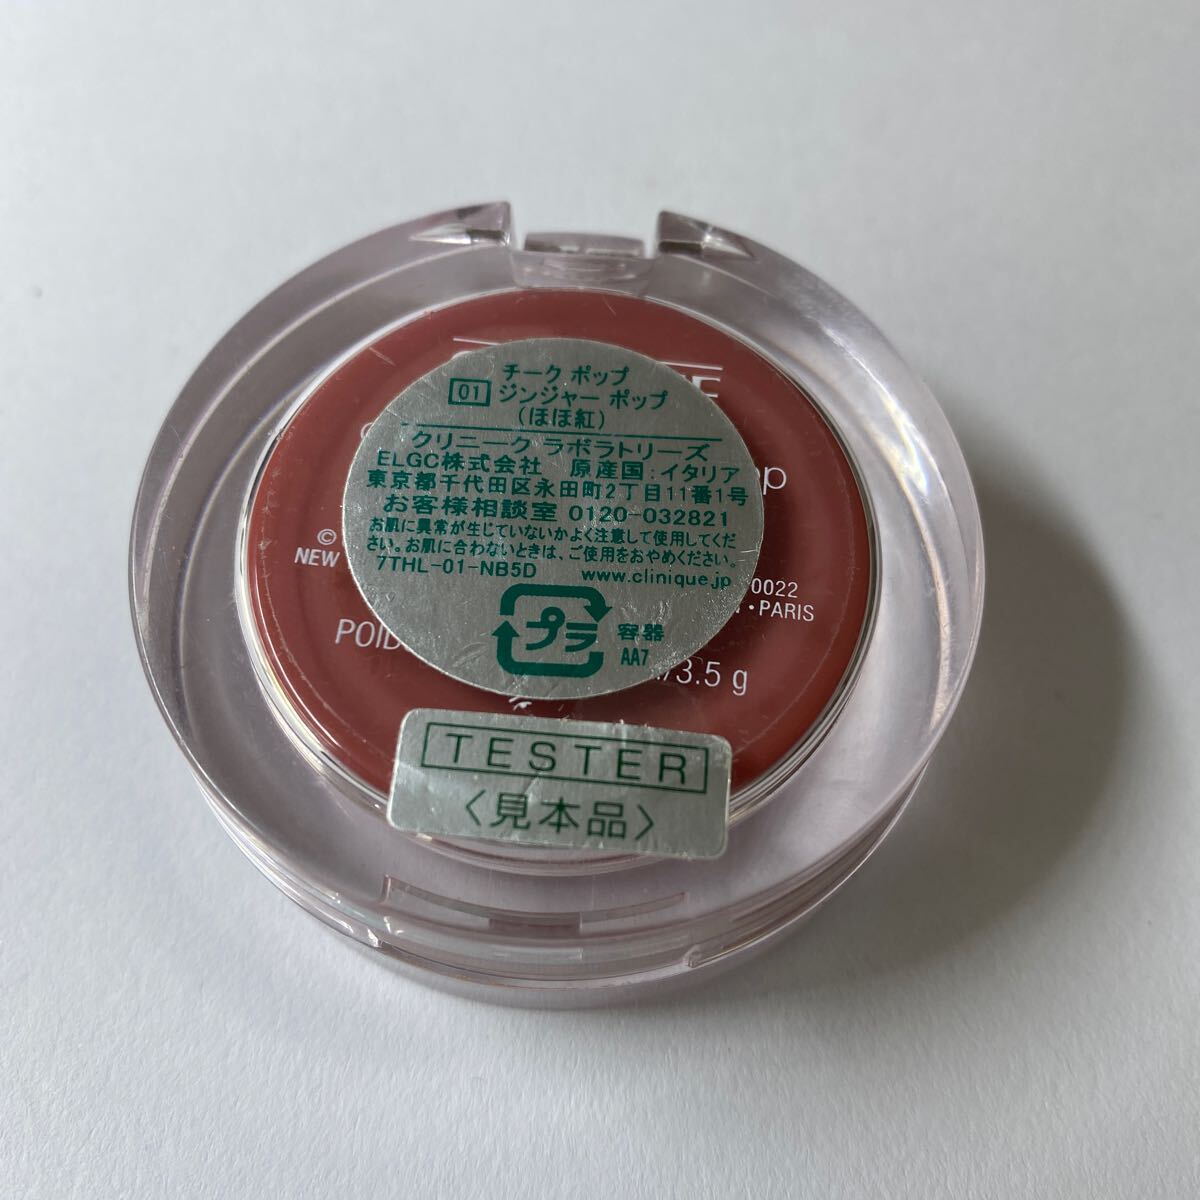 チーク ポップ
01 ジンジャー ポップ
(ほほ紅)
クリニーク ラボラトリーズ
ELGC株式会社 原産国:イタリア
東京都千代田区永田町2丁目11番1号
お客様相談室 0120-032821
お肌に異常が生じていないかよく注意して使用してくだ
さい。お肌に合わないときは、ご使用をおやめください。
7THL-01-NB5D www.clinique.jp
プラ 容器
AA7
©
NEW
0022
• PARIS
POID
/3.5 g
TESTER
〈見本品〉